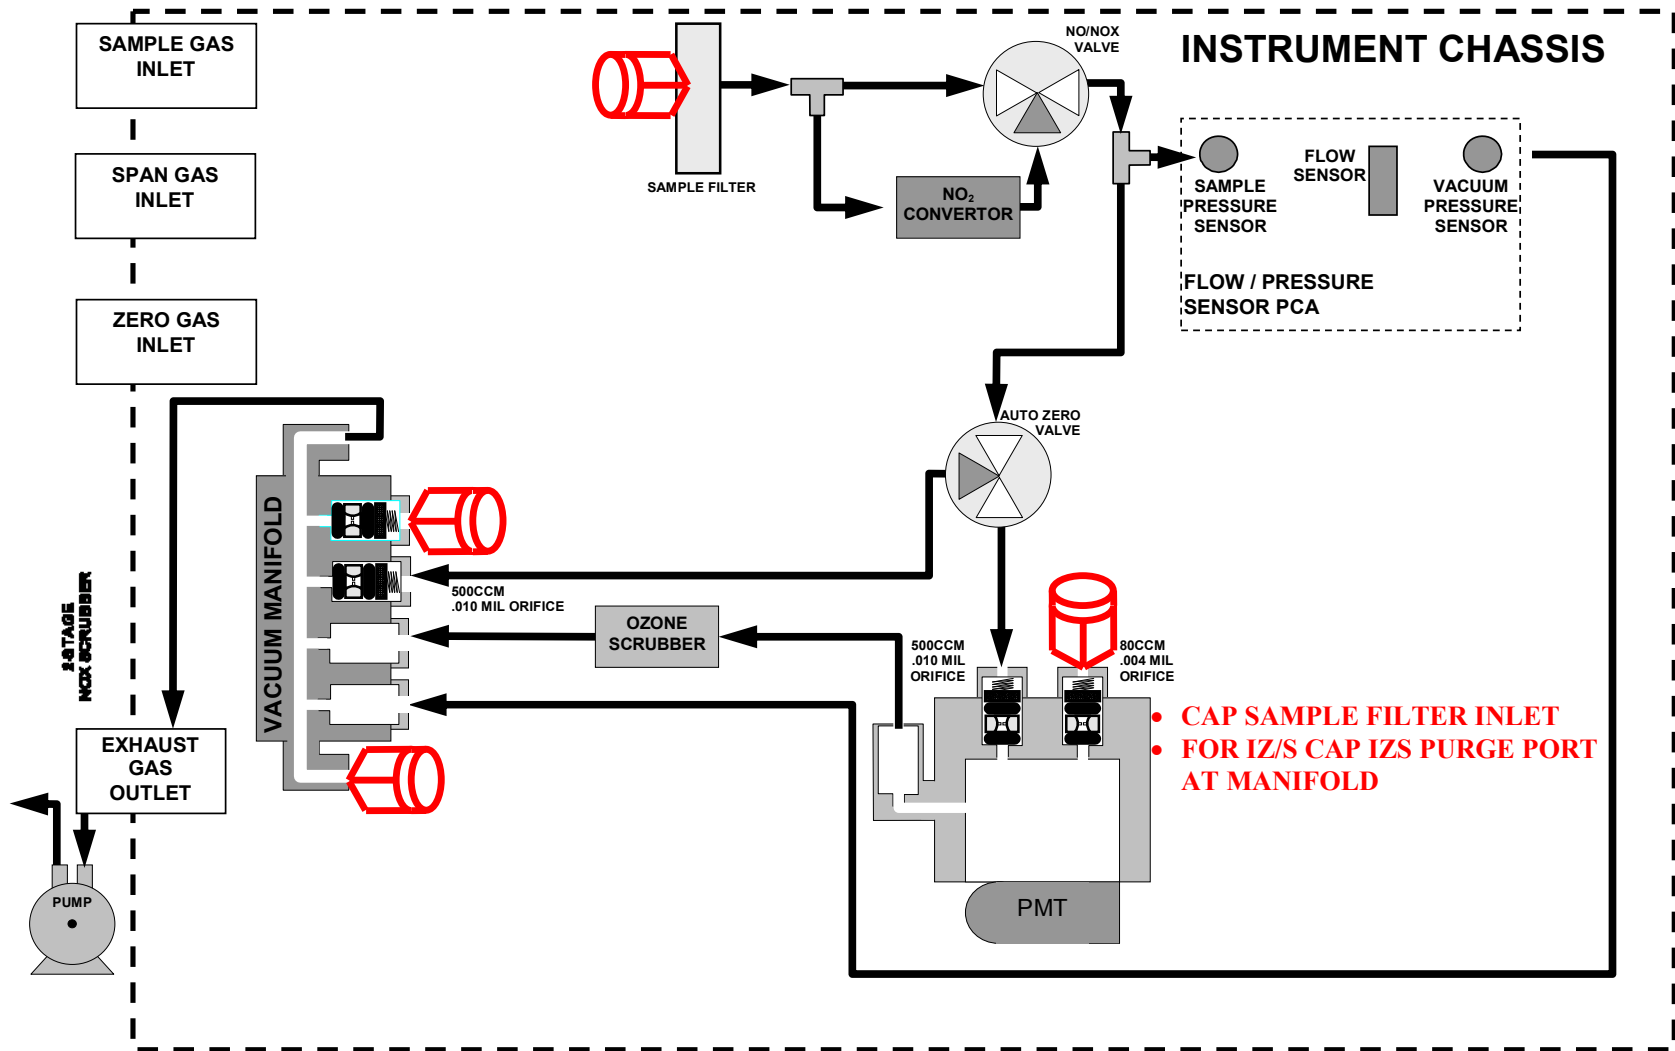 SAMPLE GAS
INLET
NO/NOX
VALVE
INSTRUMENT CHASSIS
SPAN GAS
INLET
SAMPLE FILTER
NO₂
CONVERTOR
FLOW
SENSOR
SAMPLE
PRESSURE
SENSOR
VACUUM
PRESSURE
SENSOR
FLOW / PRESSURE
SENSOR PCA
ZERO GAS
INLET
AUTO ZERO
VALVE
VACUUM MANIFOLD
500CCM
.010 MIL ORIFICE
OZONE
SCRUBBER
500CCM
.010 MIL
ORIFICE
80CCM
.004 MIL
ORIFICE
2-STAGE
NOX SCRUBBER
• CAP SAMPLE FILTER INLET
• FOR IZ/S CAP IZS PURGE PORT
AT MANIFOLD
EXHAUST
GAS
OUTLET
PUMP
PMT